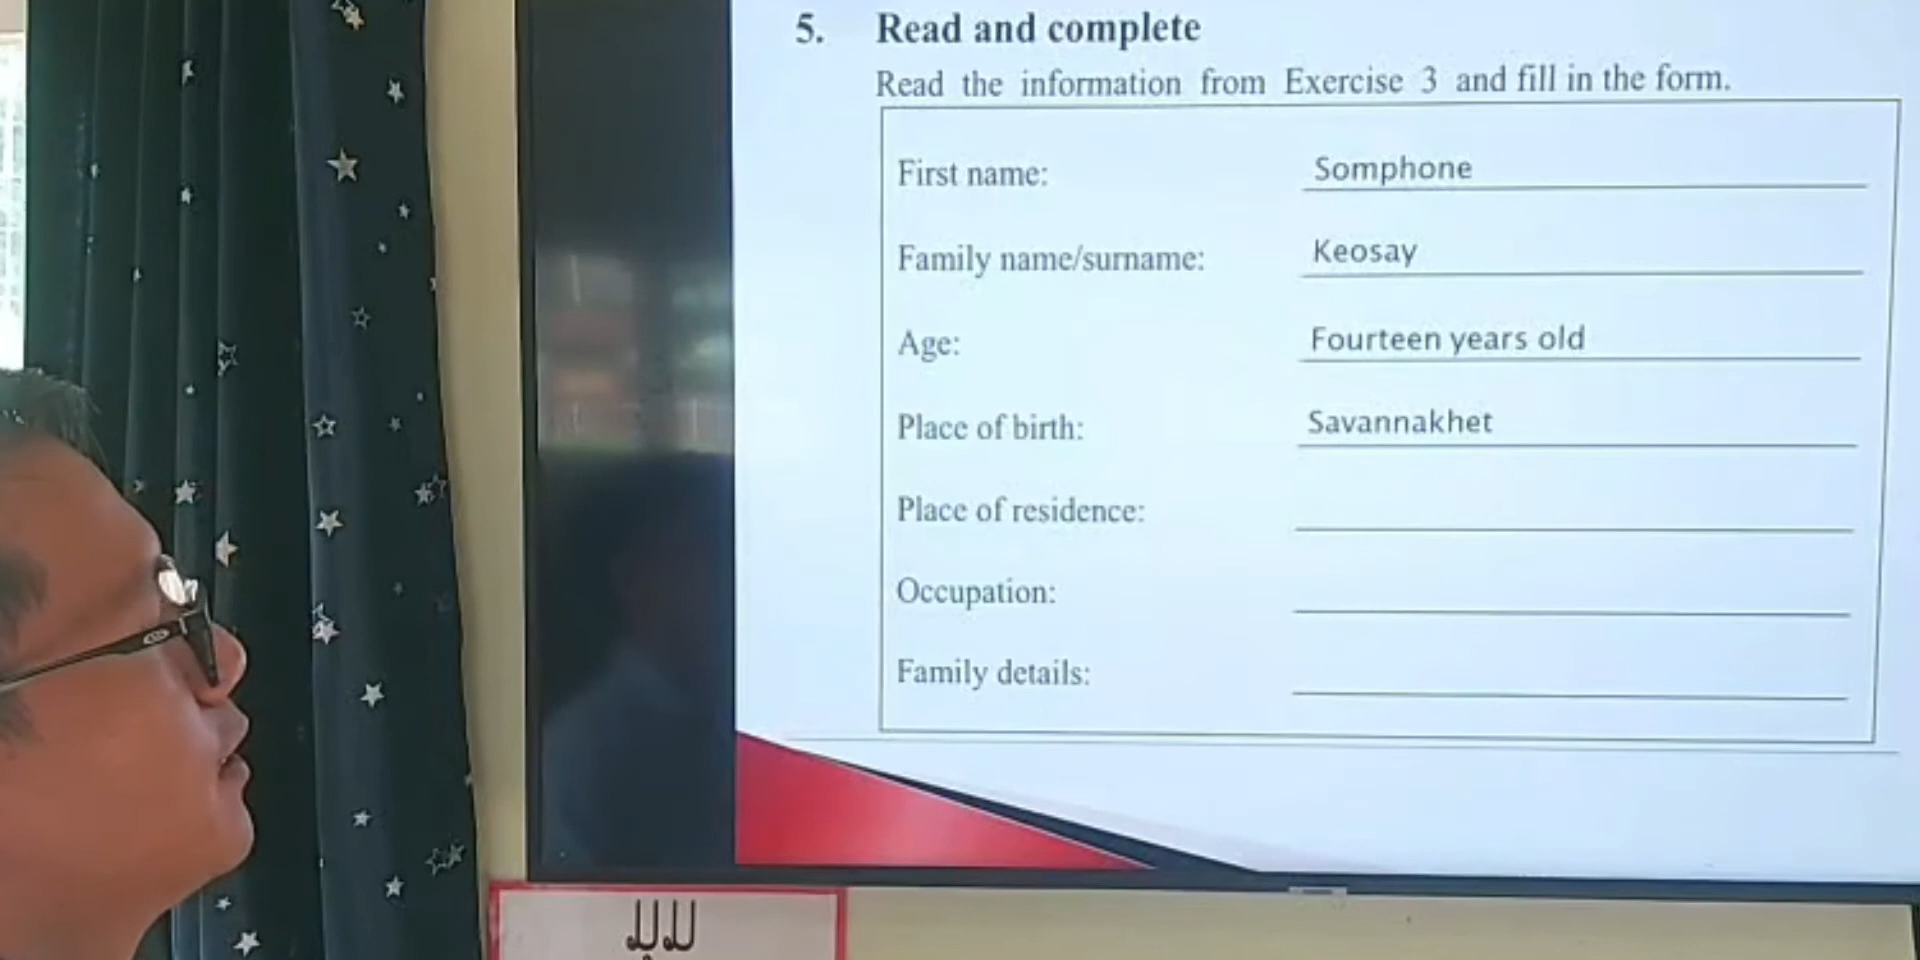 5. Read and complete
Read the information from Exercise 3 and fill in the form.
First name: Somphone
Family name/surname: Keosay
Age: Fourteen years old
Place of birth: Savannakhet
Place of residence:
Occupation:
Family details: